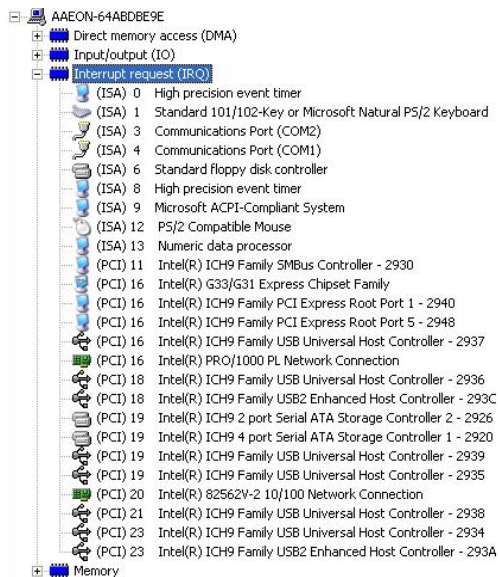 AAEON-64ABDBE9E
Direct memory access (DMA)
Input/output (IO)
Interrupt request (IRQ)
(ISA) 0 High precision event timer
(ISA) 1 Standard 101/102-Key or Microsoft Natural PS/2 Keyboard
(ISA) 3 Communications Port (COM2)
(ISA) 4 Communications Port (COM1)
(ISA) 6 Standard floppy disk controller
(ISA) 8 High precision event timer
(ISA) 9 Microsoft ACPI-Compliant System
(ISA) 12 PS/2 Compatible Mouse
(ISA) 13 Numeric data processor
(PCI) 11 Intel(R) ICH9 Family SMBus Controller - 2930
(PCI) 16 Intel(R) G33/G31 Express Chipset Family
(PCI) 16 Intel(R) ICH9 Family PCI Express Root Port 1 - 2940
(PCI) 16 Intel(R) ICH9 Family PCI Express Root Port 5 - 2948
(PCI) 16 Intel(R) ICH9 Family USB Universal Host Controller - 2937
(PCI) 16 Intel(R) PRO/1000 PL Network Connection
(PCI) 18 Intel(R) ICH9 Family USB Universal Host Controller - 2936
(PCI) 18 Intel(R) ICH9 Family USB2 Enhanced Host Controller - 293C
(PCI) 19 Intel(R) ICH9 2 port Serial ATA Storage Controller 2 - 2926
(PCI) 19 Intel(R) ICH9 4 port Serial ATA Storage Controller 1 - 2920
(PCI) 19 Intel(R) ICH9 Family USB Universal Host Controller - 2939
(PCI) 19 Intel(R) ICH9 Family USB Universal Host Controller - 2935
(PCI) 20 Intel(R) 82562V-2 10/100 Network Connection
(PCI) 21 Intel(R) ICH9 Family USB Universal Host Controller - 2938
(PCI) 23 Intel(R) ICH9 Family USB Universal Host Controller - 2934
(PCI) 23 Intel(R) ICH9 Family USB2 Enhanced Host Controller - 293A
Memory